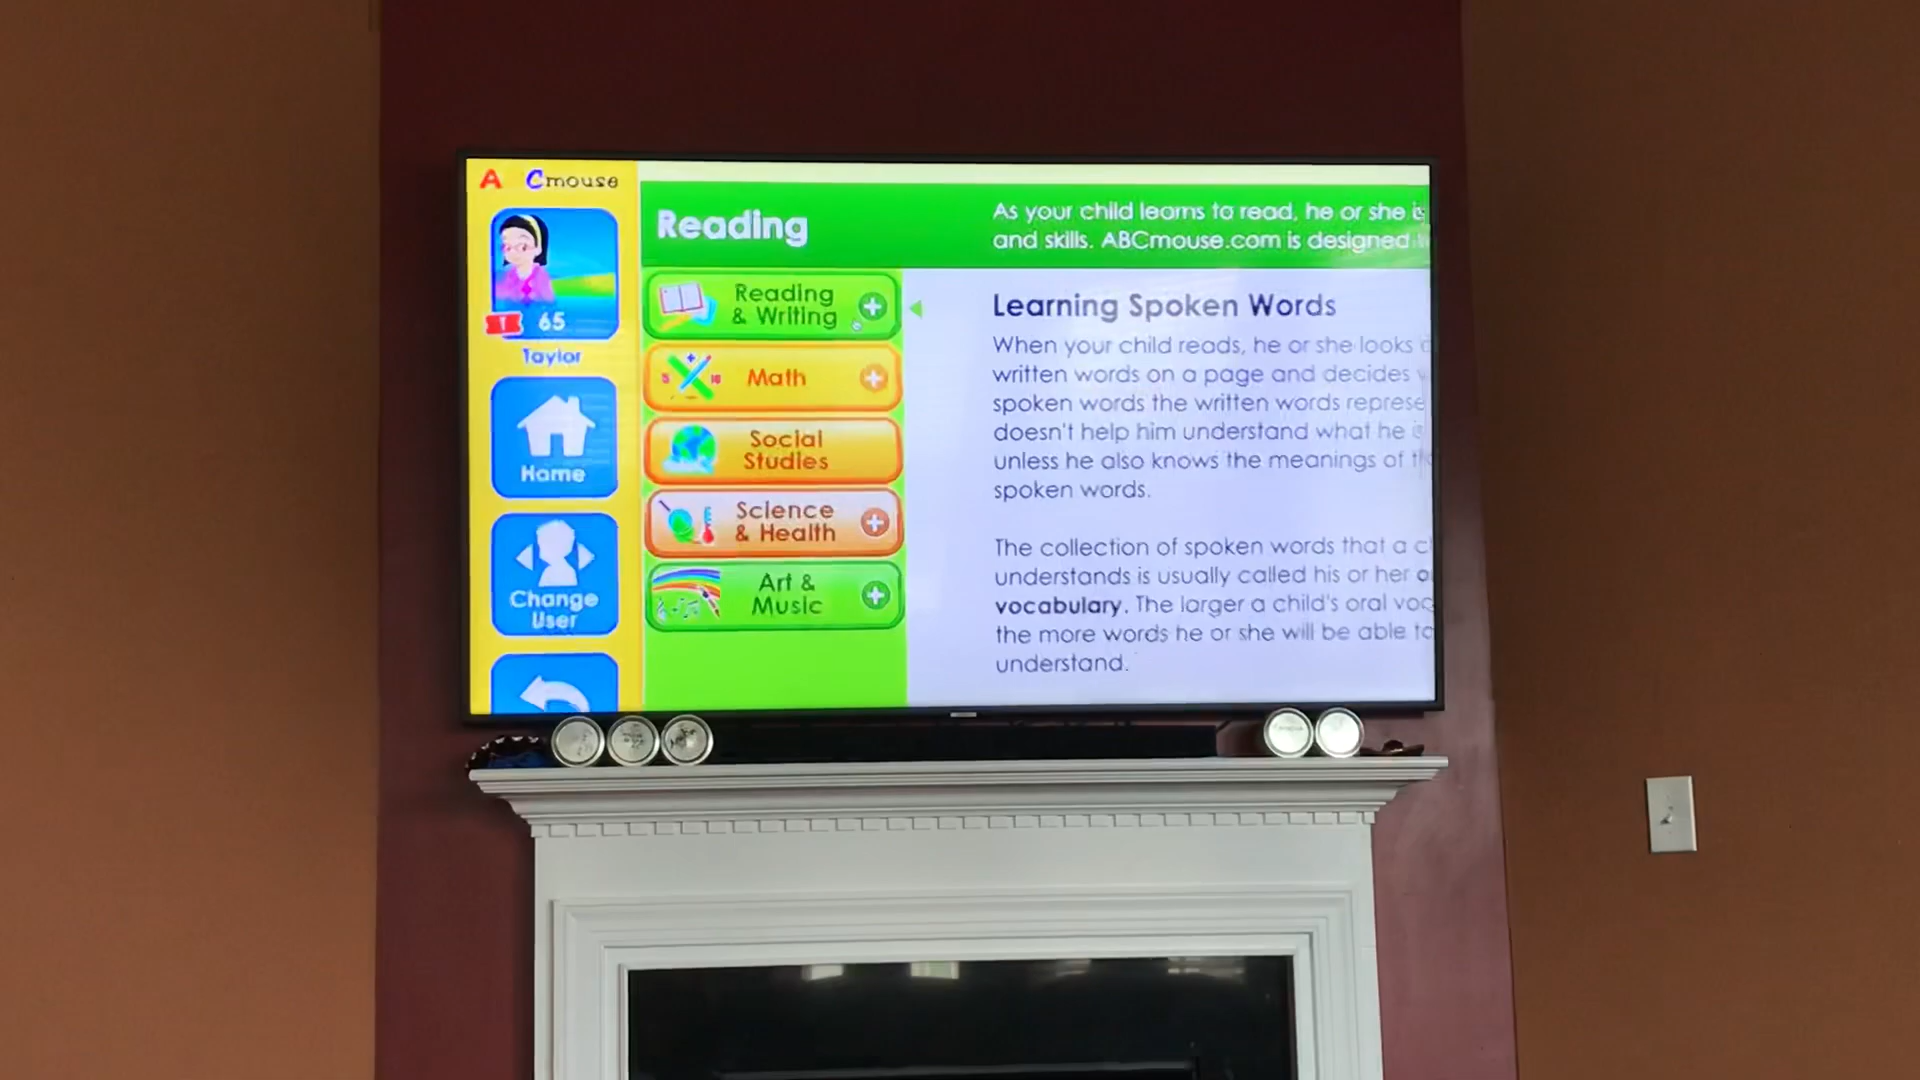 A Cmouse
65
Taylor
Home
Change
User
Reading
As your child learns to read, he or she is
and skills. ABCmouse.com is designed
Reading
& Writing
Math
Social
Studies
Science
& Health
Art &
Music
Learning Spoken Words
When your child reads, he or she looks
written words on a page and decides
spoken words the written words represe
doesn't help him understand what he is
unless he also knows the meanings of
spoken words.
The collection of spoken words that a c
understands is usually called his or her
vocabulary. The larger a child's oral voc
the more words he or she will be able to
understand.